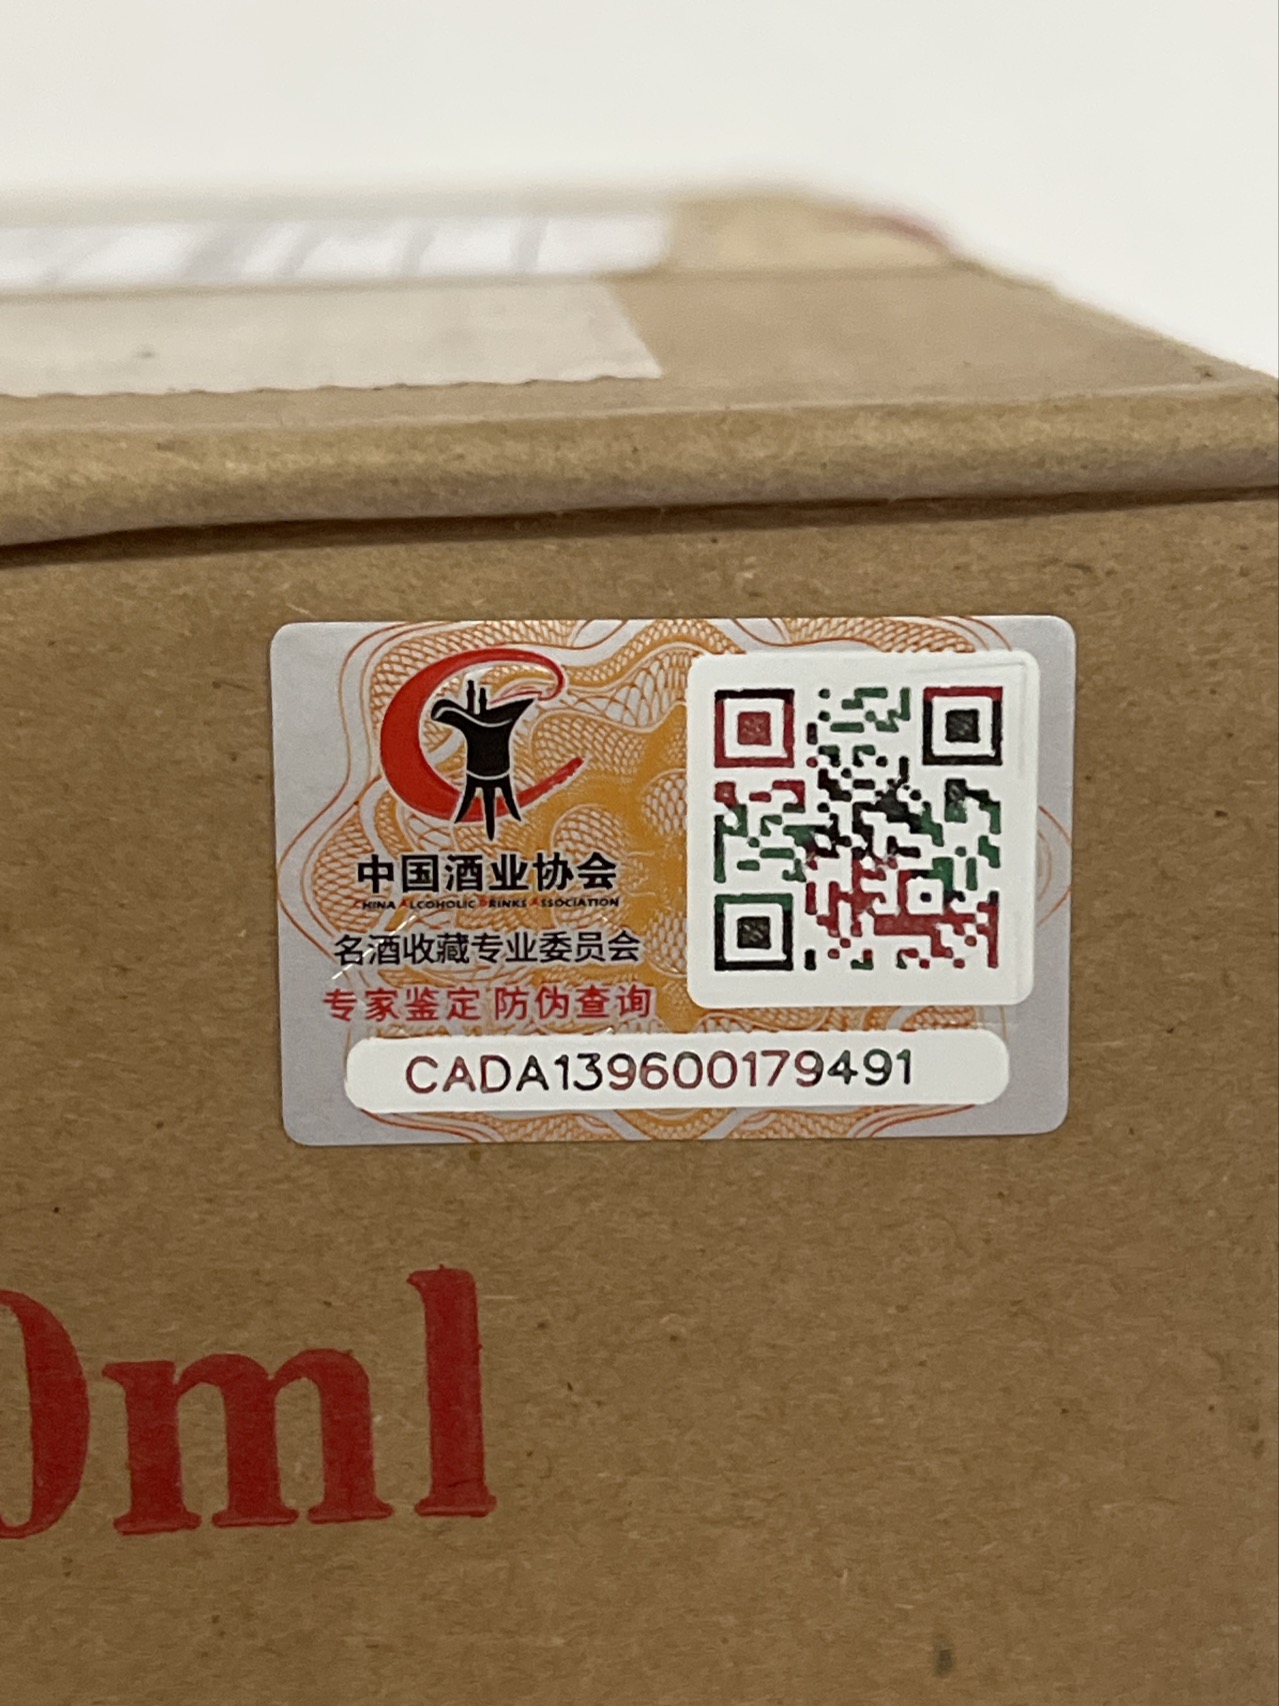 中国酒业协会
CHINA ALCOHOLIC DRINKS ASSOCIATION
名酒收藏专业委员会
专家鉴定 防伪查询
CADA139600179491
0ml